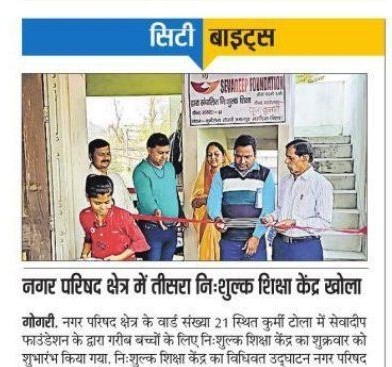 सिटी बाइट्स
SEVADEEP FOUNDATION
द्वारा संचालित निःशुल्क शिक्षा
नगर परिषद क्षेत्र में तीसरा निःशुल्क शिक्षा केंद्र खोला
गोगरी. नगर परिषद क्षेत्र के वार्ड संख्या 21 स्थित कुर्मी टोला में सेवादीप
फाउंडेशन के द्वारा गरीब बच्चों के लिए निःशुल्क शिक्षा केंद्र का शुक्रवार को
शुभारंभ किया गया. निःशुल्क शिक्षा केंद्र का विधिवत उद्घाटन नगर परिषद